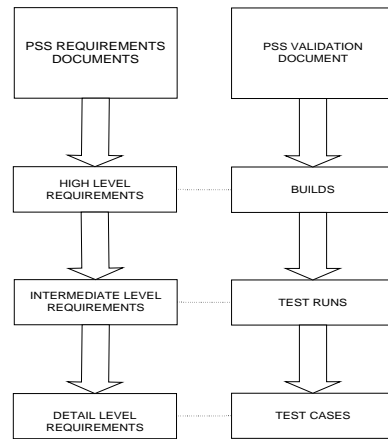 PSS REQUIREMENTS
DOCUMENTS
PSS VALIDATION
DOCUMENT
HIGH LEVEL
REQUIREMENTS
BUILDS
INTERMEDIATE LEVEL
REQUIREMENTS
TEST RUNS
DETAIL LEVEL
REQUIREMENTS
TEST CASES